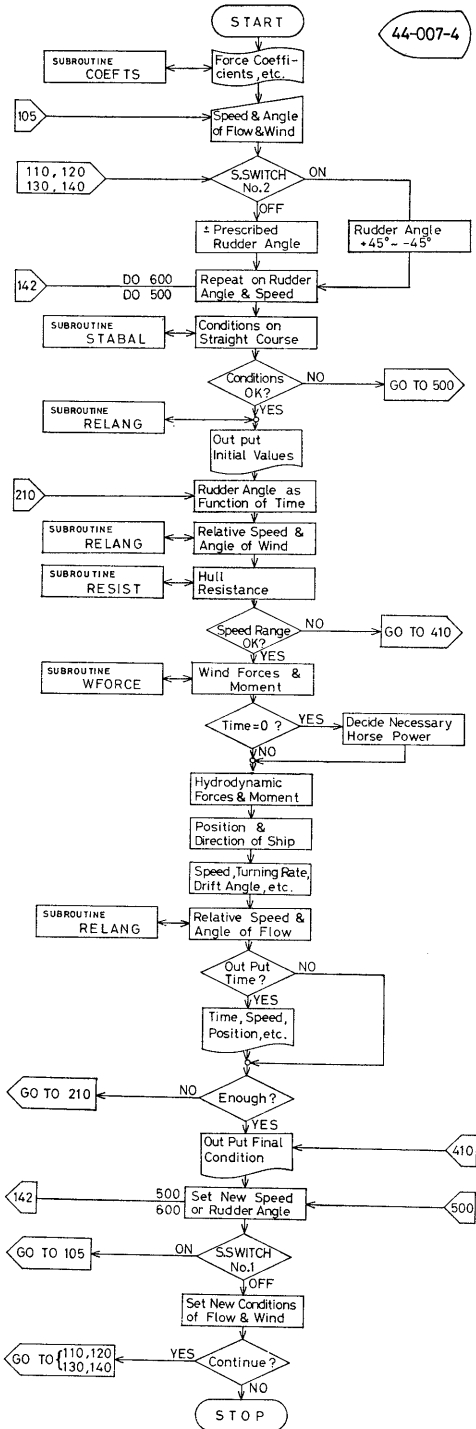 START
44-007-4
SUBROUTINE
COEFTS
Force Coeffi-
cients, etc.
105
Speed & Angle
of Flow & Wind
110, 120
130, 140
S.SWITCH
No.2
ON
OFF
± Prescribed
Rudder Angle
Rudder Angle
+45°~ -45°
142
DO 600
DO 500
Repeat on Rudder
Angle & Speed
SUBROUTINE
STABAL
Conditions on
Straight Course
Conditions
OK?
NO
GO TO 500
YES
SUBROUTINE
RELANG
Out put
Initial Values
210
Rudder Angle as
Function of Time
SUBROUTINE
RELANG
Relative Speed &
Angle of Wind
SUBROUTINE
RESIST
Hull
Resistance
Speed Range
OK?
NO
GO TO 410
YES
SUBROUTINE
WFORCE
Wind Forces &
Moment
Time=0 ?
YES
Decide Necessary
Horse Power
NO
Hydrodynamic
Forces & Moment
Position &
Direction of Ship
Speed, Turning Rate,
Drift Angle, etc.
SUBROUTINE
RELANG
Relative Speed &
Angle of Flow
Out Put
Time?
NO
YES
Time, Speed,
Position, etc.
GO TO 210
NO
Enough?
YES
Out Put Final
Condition
410
142
500
600
Set New Speed
or Rudder Angle
500
GO TO 105
ON
S.SWITCH
No.1
OFF
Set New Conditions
of Flow & Wind
GO TO {110,120
130,140
YES
Continue?
NO
STOP